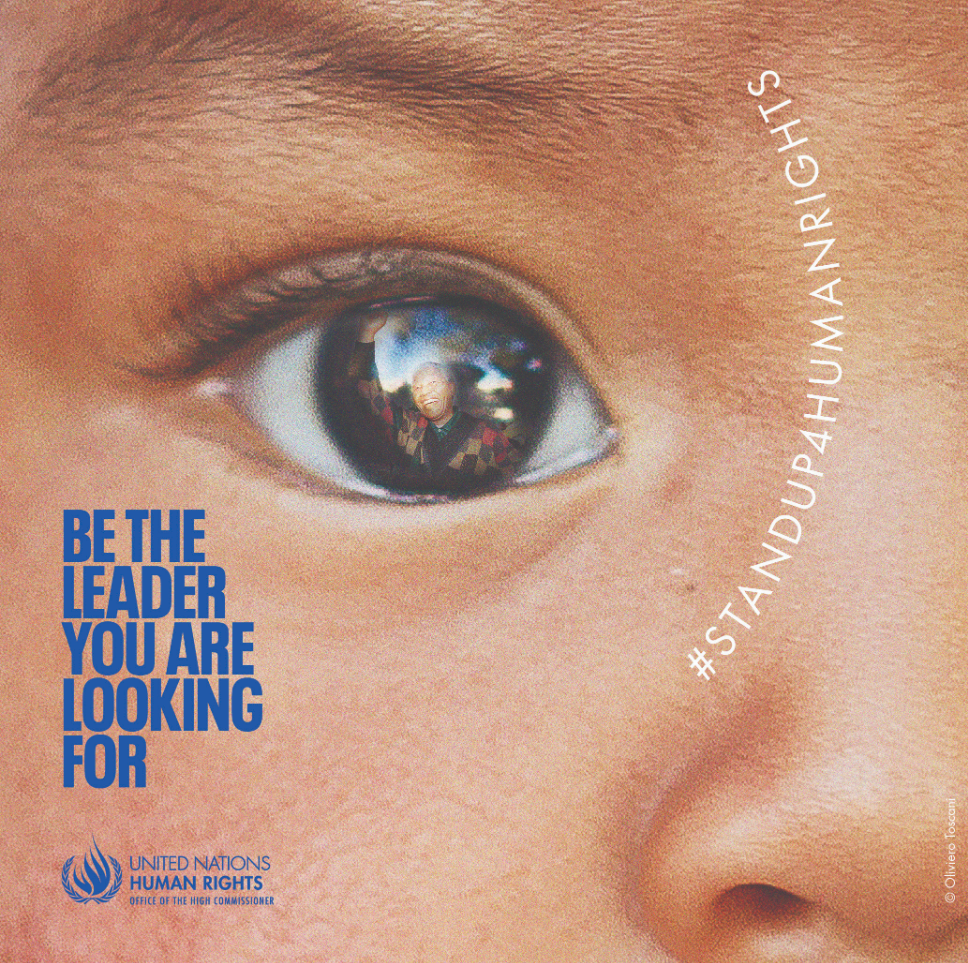 #STANDUP4HUMANRIGHTS
BE THE
LEADER
YOU ARE
LOOKING
FOR
UNITED NATIONS
HUMAN RIGHTS
OFFICE OF THE HIGH COMMISSIONER
© Oliviero Toscani